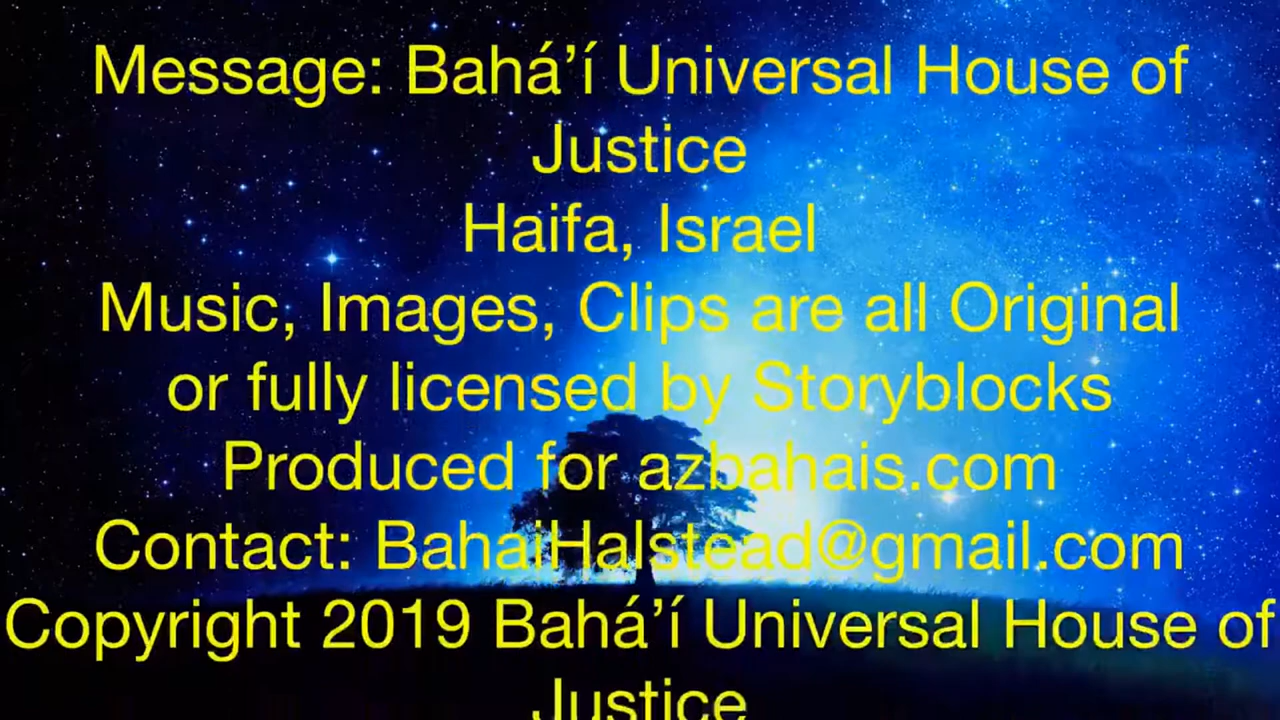 Message: Bahá’í Universal House of
Justice
Haifa, Israel
Music, Images, Clips are all Original
or fully licensed by Storyblocks
Produced for azbahais.com
Contact: BahaiHalstead@gmail.com
Copyright 2019 Bahá’í Universal House of
Justice